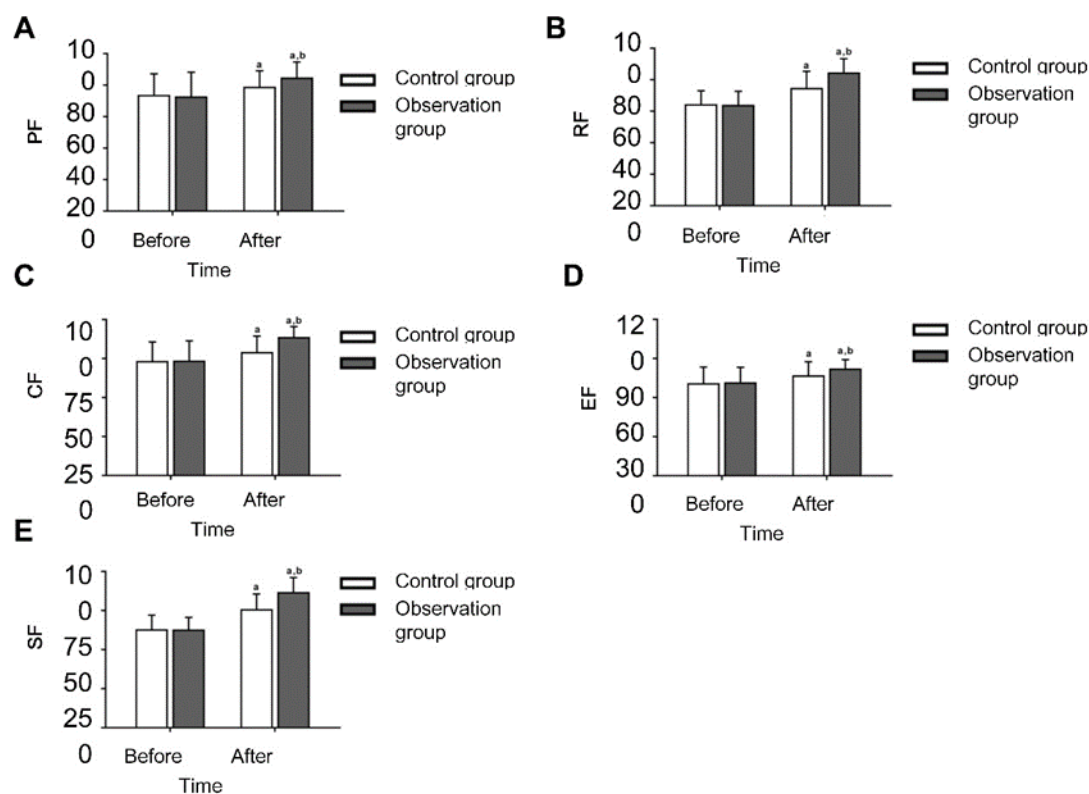 A
PF
10
0
80
60
40
20
0
a
a,b
Control group
Observation
group
Before
After
Time
B
RF
10
0
80
60
40
20
0
a
a,b
Control group
Observation
group
Before
After
Time
C
CF
10
0
75
50
25
0
a
a,b
Control group
Observation
group
Before
After
Time
D
EF
12
0
90
60
30
0
a
a,b
Control group
Observation
group
Before
After
Time
E
SF
10
0
75
50
25
0
a
a,b
Control group
Observation
group
Before
After
Time